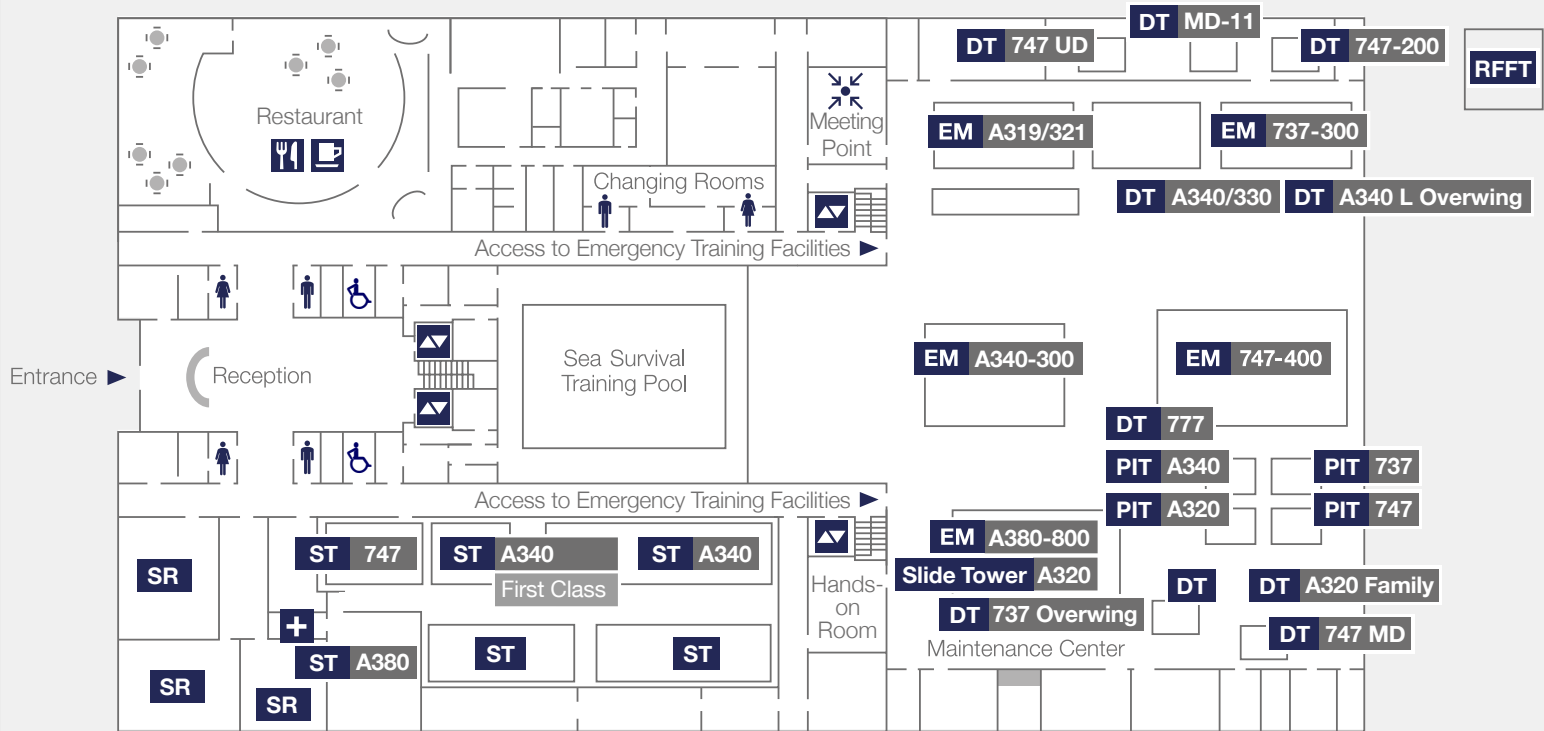 DT MD-11
DT 747 UD
DT 747-200
RFFT
Restaurant
Meeting
Point
EM A319/321
EM 737-300
Changing Rooms
DT A340/330
DT A340 L Overwing
Access to Emergency Training Facilities
Entrance
Reception
Sea Survival
Training Pool
EM A340-300
EM 747-400
DT 777
PIT A340
PIT 737
Access to Emergency Training Facilities
PIT A320
PIT 747
ST 747
ST A340
First Class
ST A340
EM A380-800
SR
Slide Tower A320
Hands-
on
Room
DT
DT A320 Family
DT 737 Overwing
DT 747 MD
Maintenance Center
ST A380
ST
ST
SR
SR